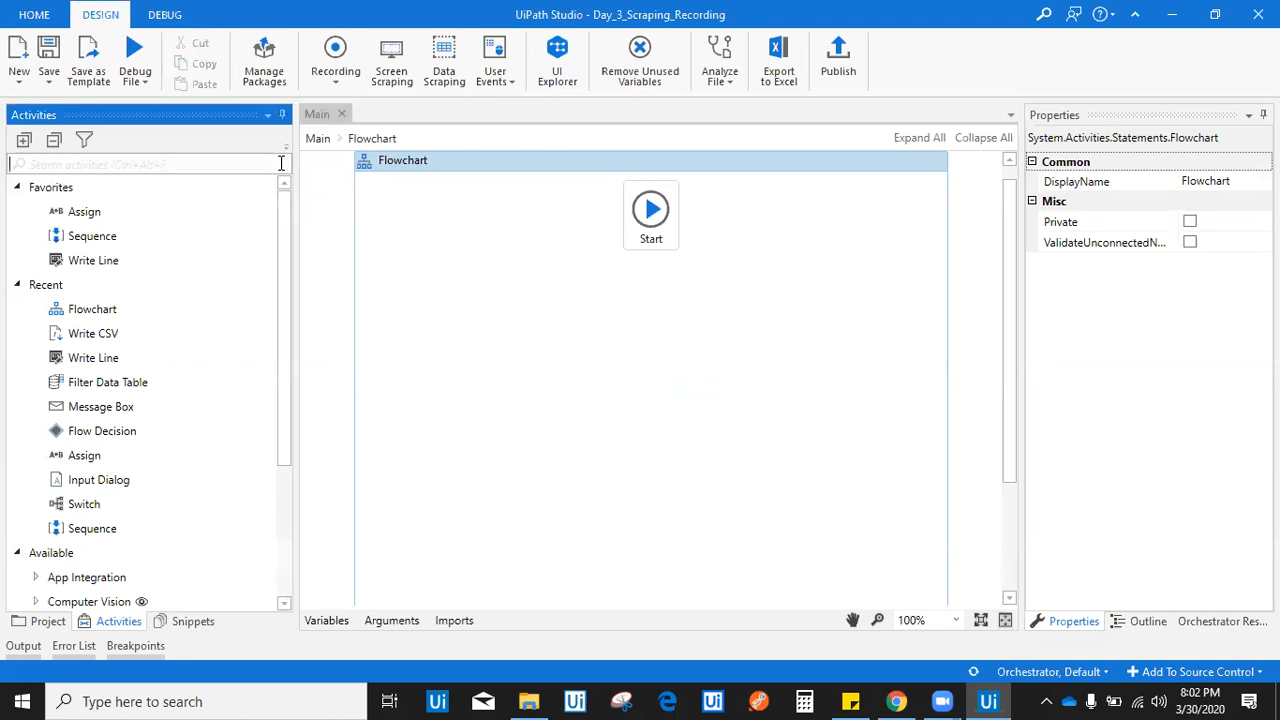 HOME DESIGN DEBUG UiPath Studio - Day_3_Scraping_Recording
New Save Save as Template Debug File Cut Copy Paste Manage Packages Recording Screen Scraping Data Scraping User Events UI Explorer Remove Unused Variables Analyze File Export to Excel Publish
Activities Main Properties
Main Flowchart Expand All Collapse All System.Activities.Statements.Flowchart
Search activities (Ctrl+Alt+F
Flowchart
Common
DisplayName Flowchart
Favorites
Misc
Assign
Private
Sequence
Start
ValidateUnconnectedN...
Write Line
Recent
Flowchart
Write CSV
Write Line
Filter Data Table
Message Box
Flow Decision
Assign
Input Dialog
Switch
Sequence
Available
App Integration
Computer Vision
Project Activities Snippets Variables Arguments Imports 100% Properties Outline Orchestrator Res...
Output Error List Breakpoints
Orchestrator, Default Add To Source Control
Type here to search
8:02 PM
3/30/2020